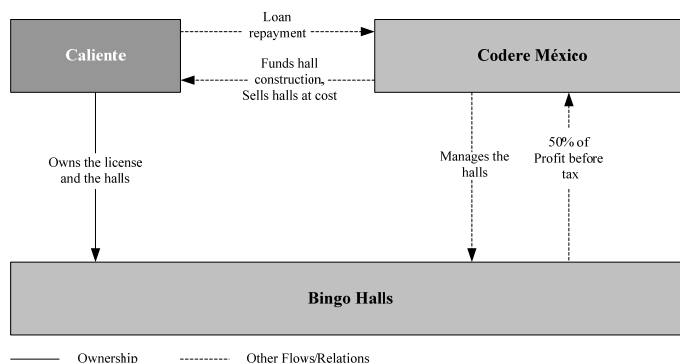 Loan
repayment
Caliente
Codere México
Funds hall
construction,
Sells halls at cost
Owns the license
and the halls
Manages the
halls
50% of
Profit before
tax
Bingo Halls
Ownership
Other Flows/Relations